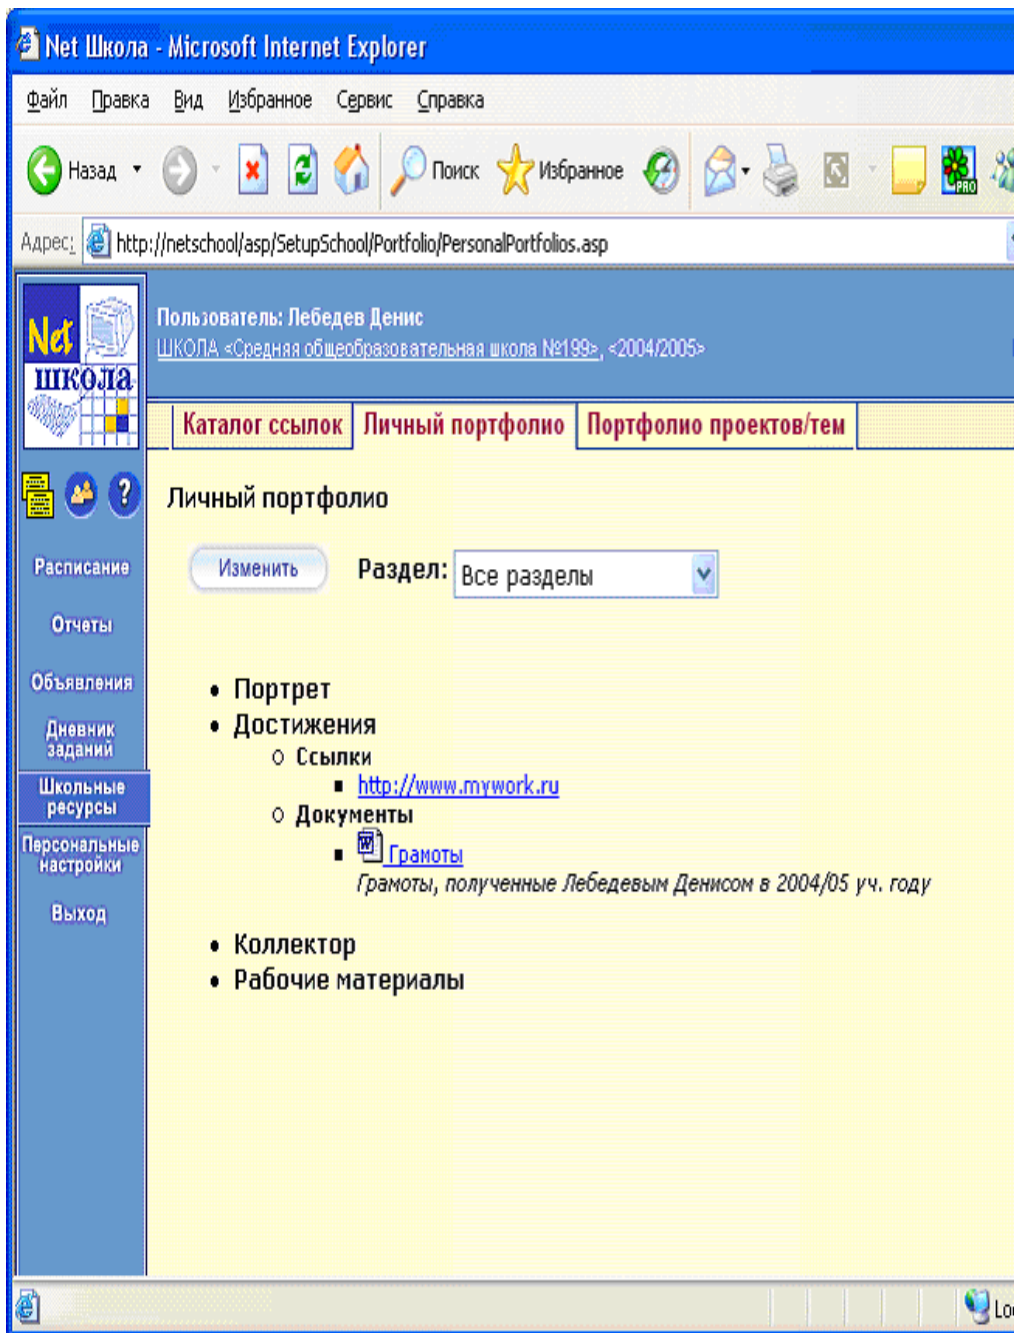 Net Школа - Microsoft Internet Explorer
Файл Правка Вид Избранное Сервис Справка
Назад Поиск Избранное PRO
Адрес: http://netschool/asp/SetupSchool/Portfolio/PersonalPortfolios.asp
Net
школа
Пользователь: Лебедев Денис
ШКОЛА <Средняя общеобразовательная школа №199>, <2004/2005>
Каталог ссылок Личный портфолио Портфолио проектов/тем
?
Личный портфолио
Изменить Раздел: Все разделы
Расписание
Отчеты
Объявления
Дневник
заданий
Школьные
ресурсы
Персональные
настройки
Выход
• Портрет
• Достижения
○ Ссылки
▪ http://www.mywork.ru
○ Документы
▪ Грамоты
Грамоты, полученные Лебедевым Денисом в 2004/05 уч. году
• Коллектор
• Рабочие материалы